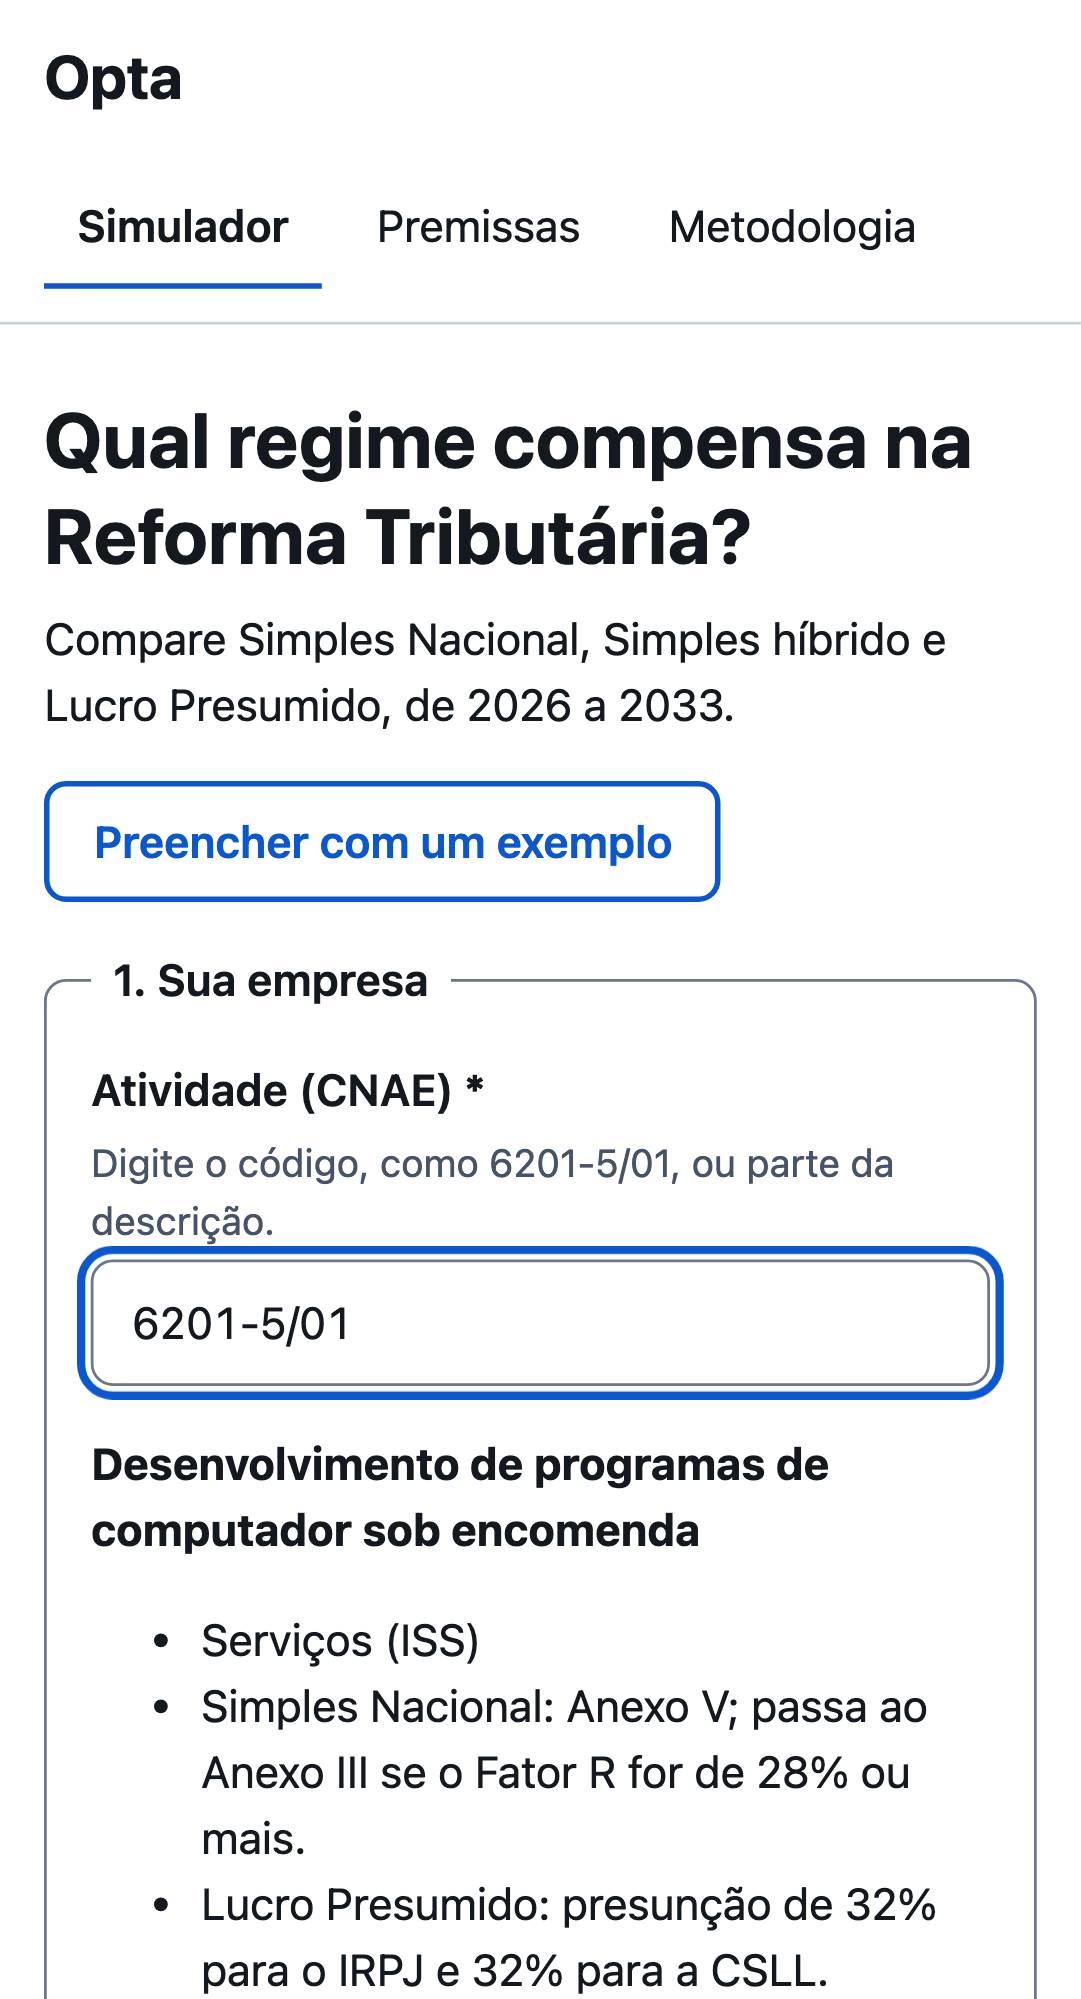 Opta
Simulador Premissas Metodologia
Qual regime compensa na
Reforma Tributária?
Compare Simples Nacional, Simples híbrido e
Lucro Presumido, de 2026 a 2033.
Preencher com um exemplo
1. Sua empresa
Atividade (CNAE) *
Digite o código, como 6201-5/01, ou parte da
descrição.
6201-5/01
Desenvolvimento de programas de
computador sob encomenda
• Serviços (ISS)
• Simples Nacional: Anexo V; passa ao
Anexo III se o Fator R for de 28% ou
mais.
• Lucro Presumido: presunção de 32%
para o IRPJ e 32% para a CSLL.